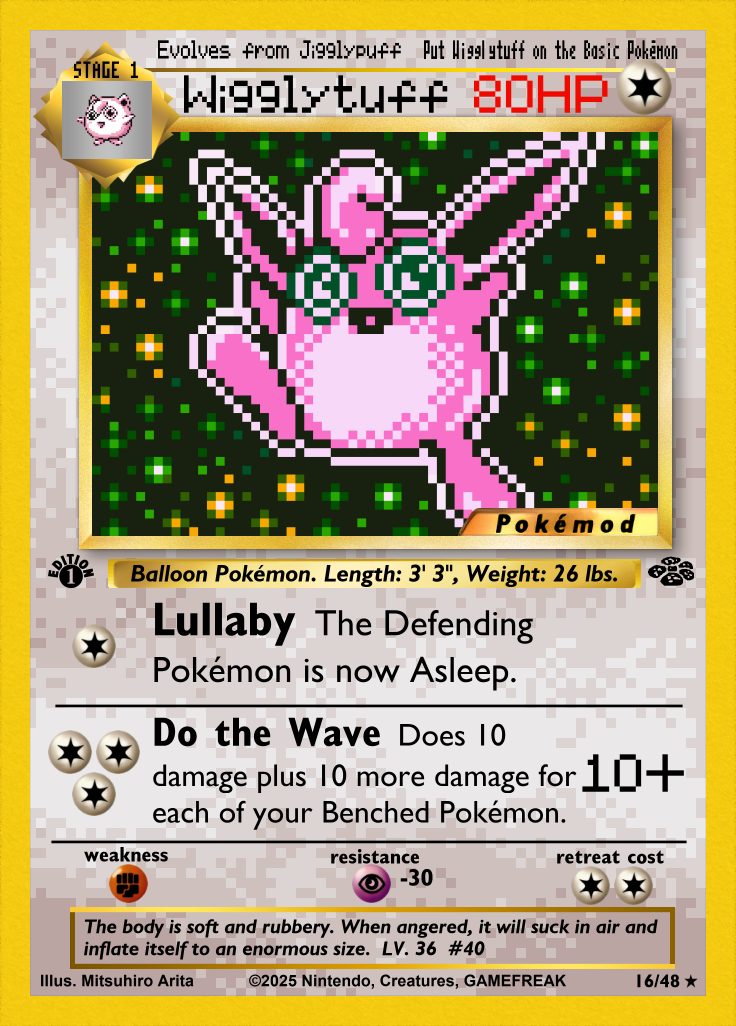 Evolves from Jigglypuff Put Wigglytuff on the Basic Pokémon
STAGE 1
Wigglytuff 80HP
Pokémod
EDITION
1
Balloon Pokémon. Length: 3' 3", Weight: 26 lbs.
Lullaby The Defending
Pokémon is now Asleep.
Do the Wave Does 10
damage plus 10 more damage for
each of your Benched Pokémon.
10+
weakness resistance retreat cost
-30
The body is soft and rubbery. When angered, it will suck in air and
inflate itself to an enormous size. LV. 36 #40
Illus. Mitsuhiro Arita ©2025 Nintendo, Creatures, GAMEFREAK 16/48 ★